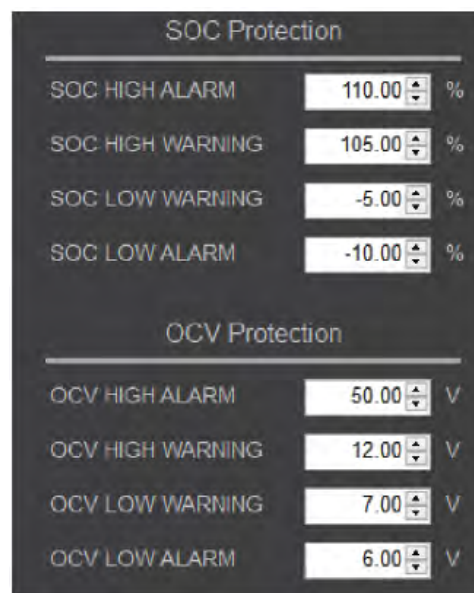 SOC Protection
SOC HIGH ALARM 110.00 %
SOC HIGH WARNING 105.00 %
SOC LOW WARNING -5.00 %
SOC LOW ALARM -10.00 %
OCV Protection
OCV HIGH ALARM 50.00 V
OCV HIGH WARNING 12.00 V
OCV LOW WARNING 7.00 V
OCV LOW ALARM 6.00 V